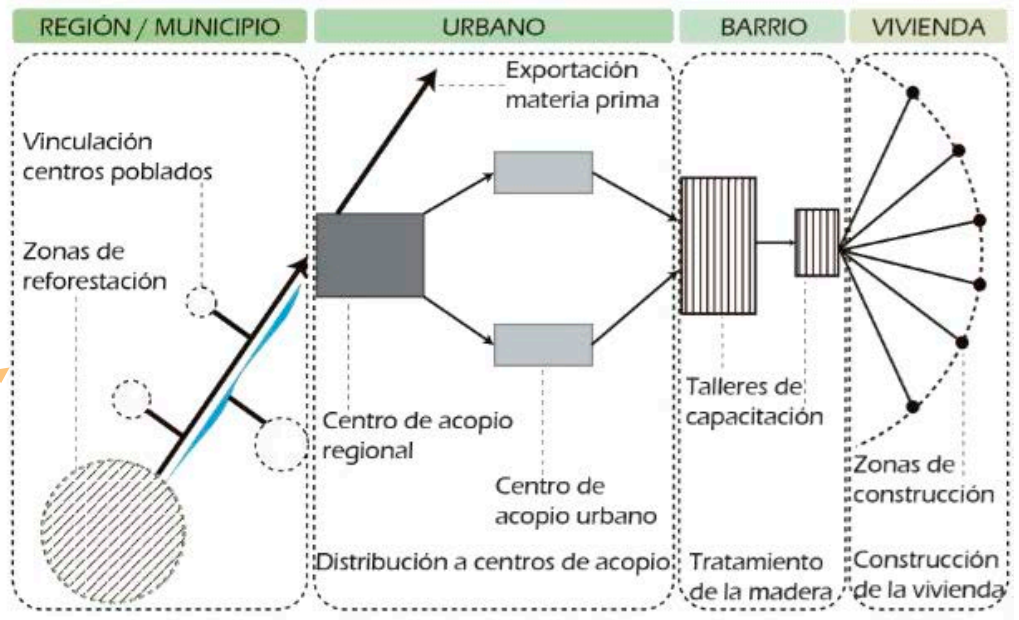 REGIÓN / MUNICIPIO
URBANO
BARRIO
VIVIENDA
Vinculación
centros poblados
Zonas de
reforestación
Exportación
materia prima
Centro de acopio
regional
Centro de
acopio urbano
Distribución a centros de acopio
Talleres de
capacitación
Tratamiento
de la madera
Zonas de
construcción
Construcción
de la vivienda